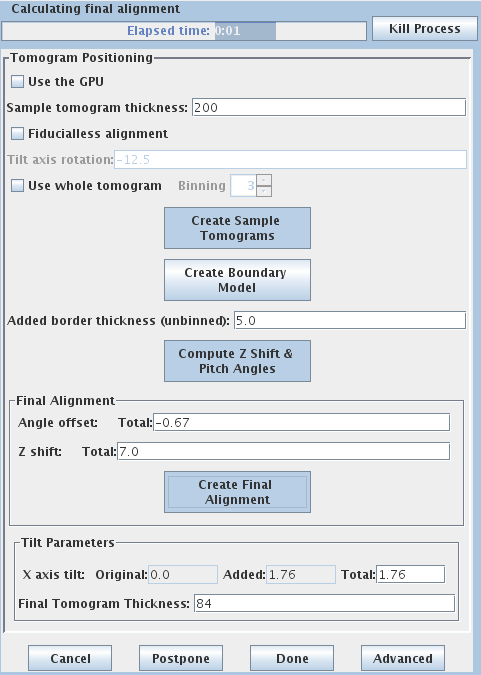 Calculating final alignment
Elapsed time: 0:01
Kill Process
Tomogram Positioning
Use the GPU
Sample tomogram thickness: 200
Fiducialless alignment
Tilt axis rotation: -12.5
Use whole tomogram Binning 3
Create Sample
Tomograms
Create Boundary
Model
Added border thickness (unbinned): 5.0
Compute Z Shift &
Pitch Angles
Final Alignment
Angle offset: Total: -0.67
Z shift: Total: 7.0
Create Final
Alignment
Tilt Parameters
X axis tilt: Original: 0.0 Added: 1.76 Total: 1.76
Final Tomogram Thickness: 84
Cancel Postpone Done Advanced